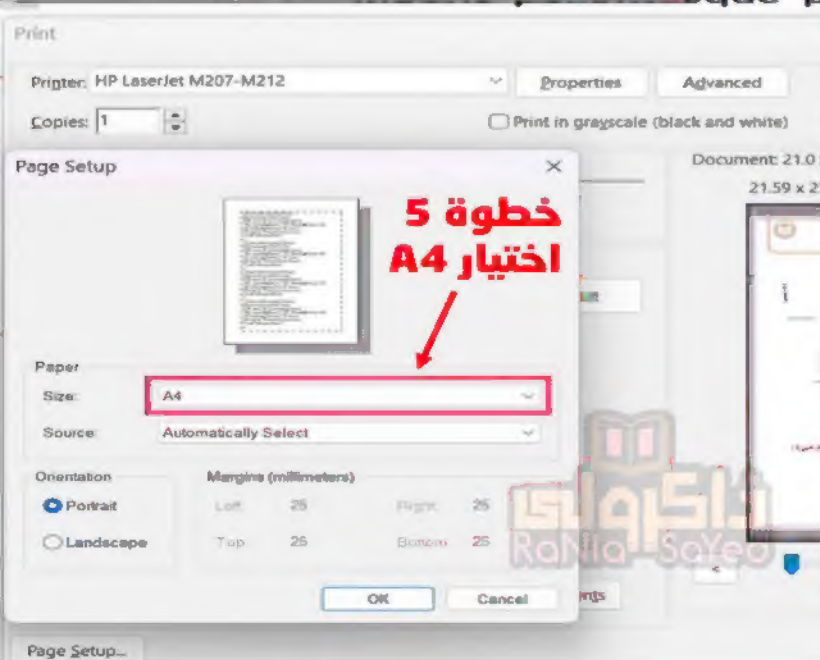 Print
Printer: HP LaserJet M207-M212
Properties
Advanced
Copies: 1
Print in grayscale (black and white)
Page Setup
Document: 21.0
21.59 x 2
خطوة 5
اختيار A4
Paper
Size: A4
Source: Automatically Select
Orientation
Portrait
Landscape
Margins (millimeters)
Left: 25
Right: 25
Top: 25
Bottom: 25
OK
Cancel
nts
ذاكرولي
RaNia SaYed
<
Page Setup...